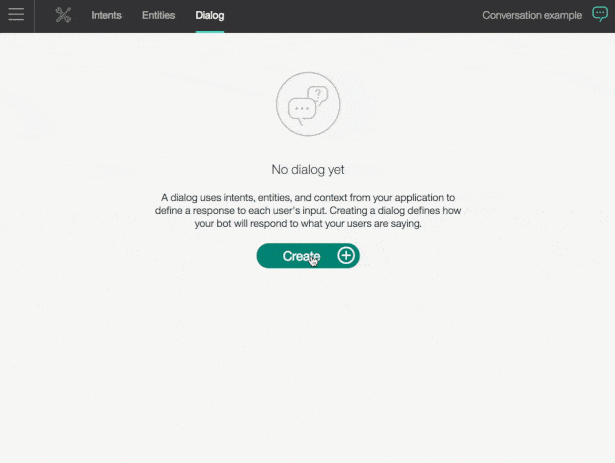 Intents Entities Dialog Conversation example
?
No dialog yet
A dialog uses intents, entities, and context from your application to
define a response to each user's input. Creating a dialog defines how
your bot will respond to what your users are saying.
Create